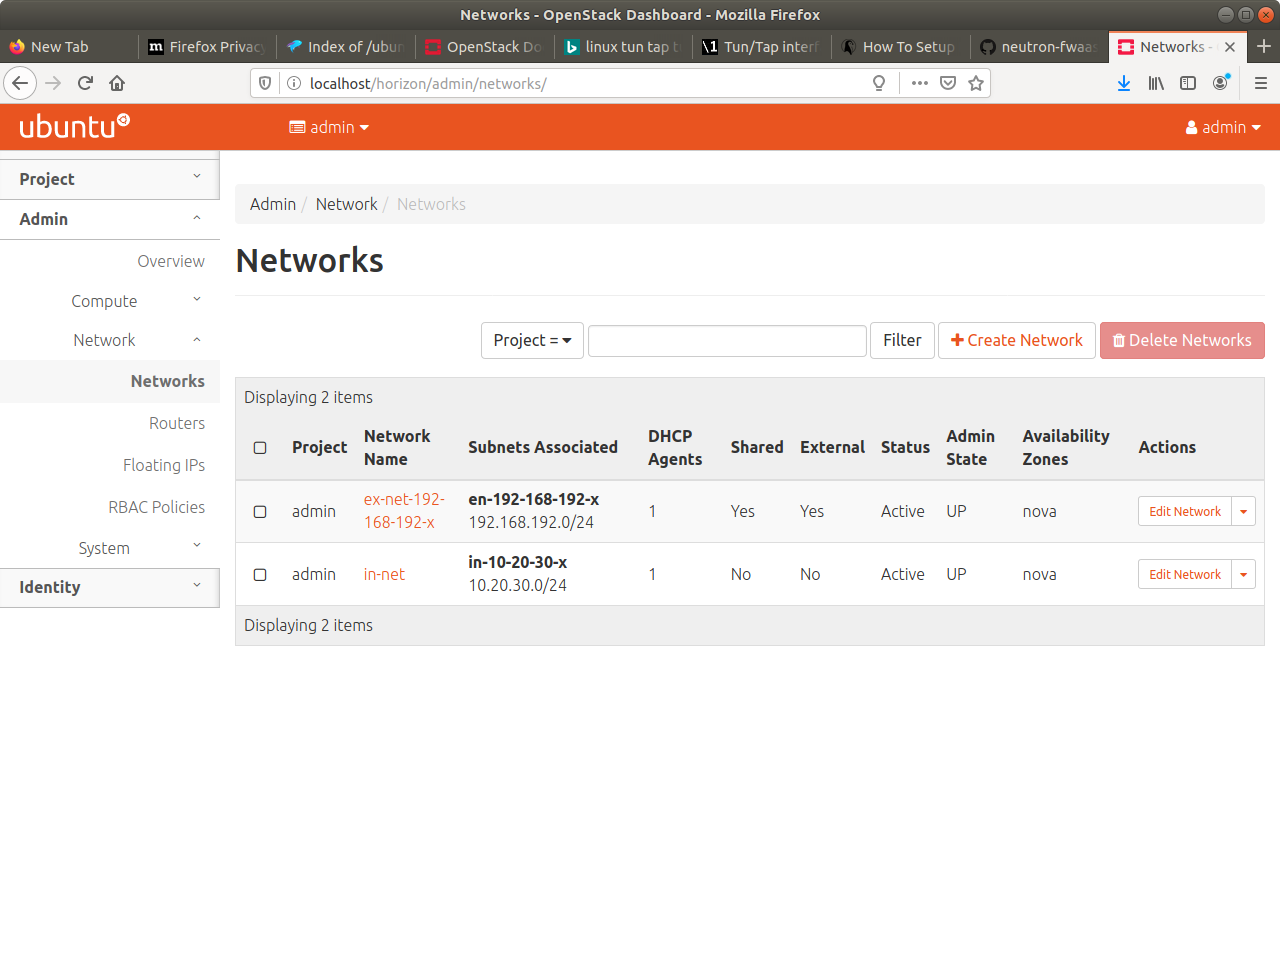 Networks - OpenStack Dashboard - Mozilla Firefox
New Tab
Firefox Privacy
Index of /ubun
OpenStack Do
linux tun tap t
Tun/Tap interf
How To Setup
neutron-fwaas
Networks -
localhost/horizon/admin/networks/
ubuntu
admin
admin
Project
Admin
Overview
Compute
Network
Networks
Routers
Floating IPs
RBAC Policies
System
Identity
Admin / Network / Networks
Networks
Project =
Filter
Create Network
Delete Networks
Displaying 2 items
Project Network Name Subnets Associated DHCP Agents Shared External Status Admin State Availability Zones Actions
admin ex-net-192-168-192-x en-192-168-192-x 192.168.192.0/24 1 Yes Yes Active UP nova Edit Network
admin in-net in-10-20-30-x 10.20.30.0/24 1 No No Active UP nova Edit Network
Displaying 2 items